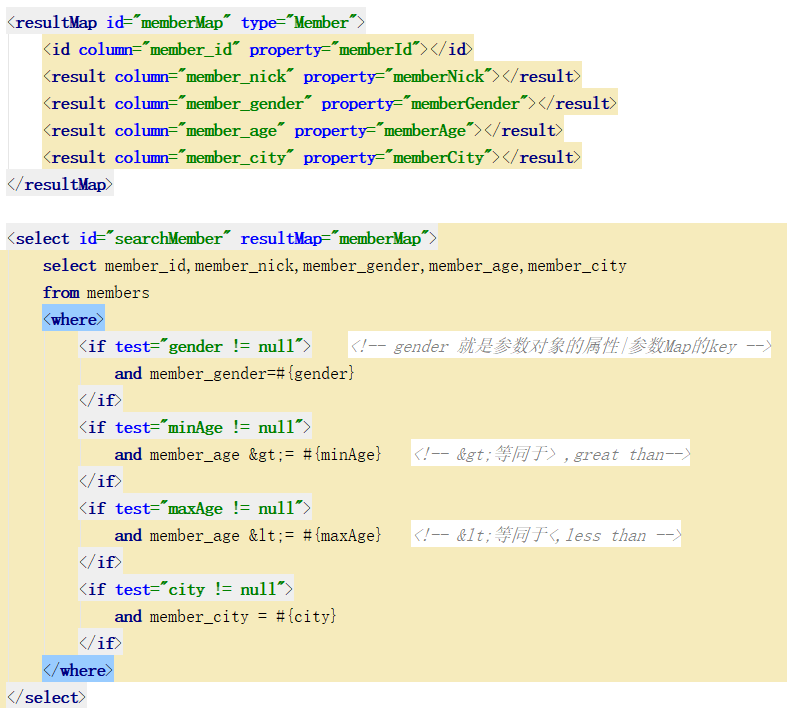 <resultMap id="memberMap" type="Member">
    <id column="member_id" property="memberId"></id>
    <result column="member_nick" property="memberNick"></result>
    <result column="member_gender" property="memberGender"></result>
    <result column="member_age" property="memberAge"></result>
    <result column="member_city" property="memberCity"></result>
</resultMap>
<select id="searchMember" resultMap="memberMap">
    select member_id,member_nick,member_gender,member_age,member_city
    from members
    <where>
        <if test="gender != null">    <!-- gender 就是参数对象的属性|参数Map的key -->
            and member_gender=#{gender}
        </if>
        <if test="minAge != null">
            and member_age &gt;= #{minAge}   <!-- &gt;等同于> ,great than-->
        </if>
        <if test="maxAge != null">
            and member_age &lt;= #{maxAge}   <!-- &lt;等同于<,less than -->
        </if>
        <if test="city != null">
            and member_city = #{city}
        </if>
    </where>
</select>